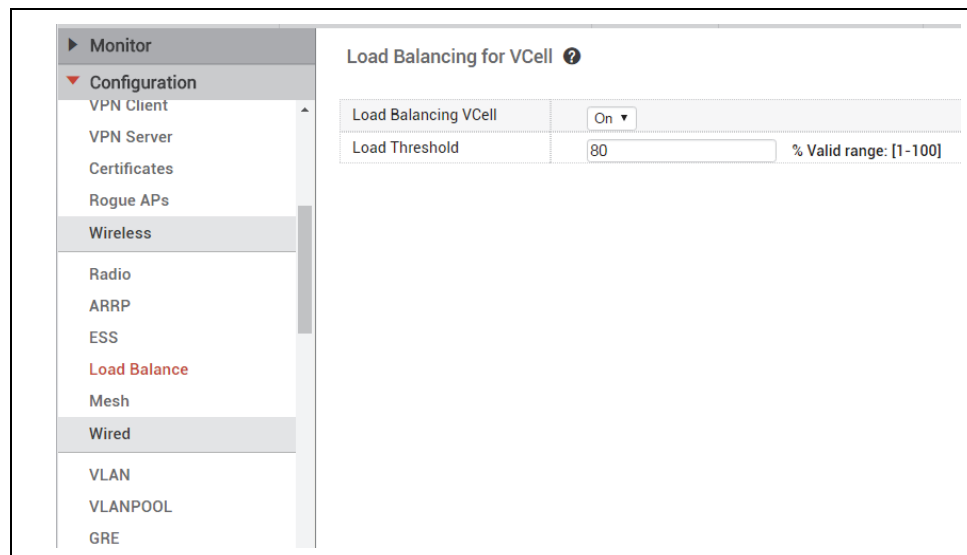 Monitor
Configuration
VPN Client
VPN Server
Certificates
Rogue APs
Wireless
Radio
ARRP
ESS
Load Balance
Mesh
Wired
VLAN
VLANPOOL
GRE
Load Balancing for VCell ?
Load Balancing VCell On
Load Threshold 80 % Valid range: [1-100]